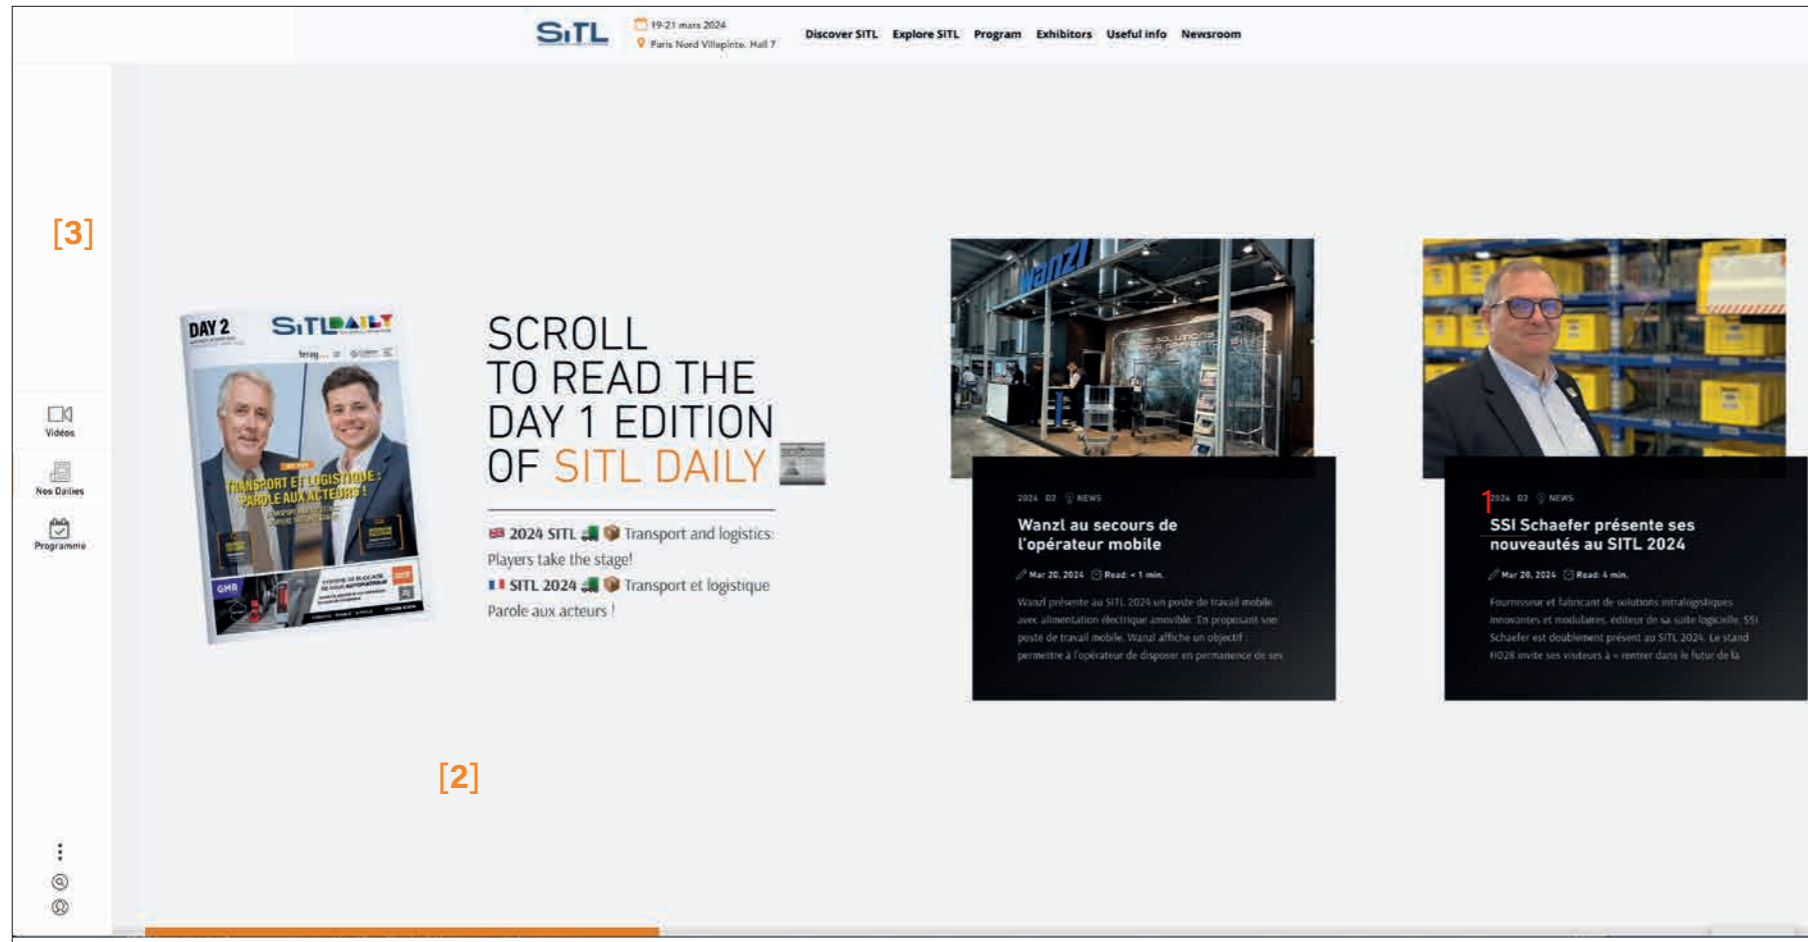 SiTL
19-21 mars 2024
Paris Nord Villepinte, Hall 7
Discover SITL Explore SITL Program Exhibitors Useful info Newsroom
[3]
Vidéos
Nos Dailies
Programme
DAY 2
SiTL DAILY
TRANSPORT ET LOGISTIQUE :
PAROLE AUX ACTEURS !
GMR
SCROLL
TO READ THE
DAY 1 EDITION
OF SITL DAILY
2024 SITL Transport and logistics:
Players take the stage!
SITL 2024 Transport et logistique
Parole aux acteurs !
[2]
wanzl
2024 D2 NEWS
Wanzl au secours de
l'opérateur mobile
Mar 20, 2024 Read: < 1 min.
Wanzl présente au SITL 2024 un poste de travail mobile
avec alimentation électrique amovible. En proposant son
poste de travail mobile, Wanzl affiche un objectif :
permettre à l'opérateur de disposer en permanence de ses
1
2024 D2 NEWS
SSI Schaefer présente ses
nouveautés au SITL 2024
Mar 20, 2024 Read: 4 min.
Fournisseur et fabricant de solutions intralogistiques
innovantes et modulaires, éditeur de sa suite logicielle, SSI
Schaefer est doublement présent au SITL 2024. Le stand
H028 invite ses visiteurs à « rentrer dans le futur de la